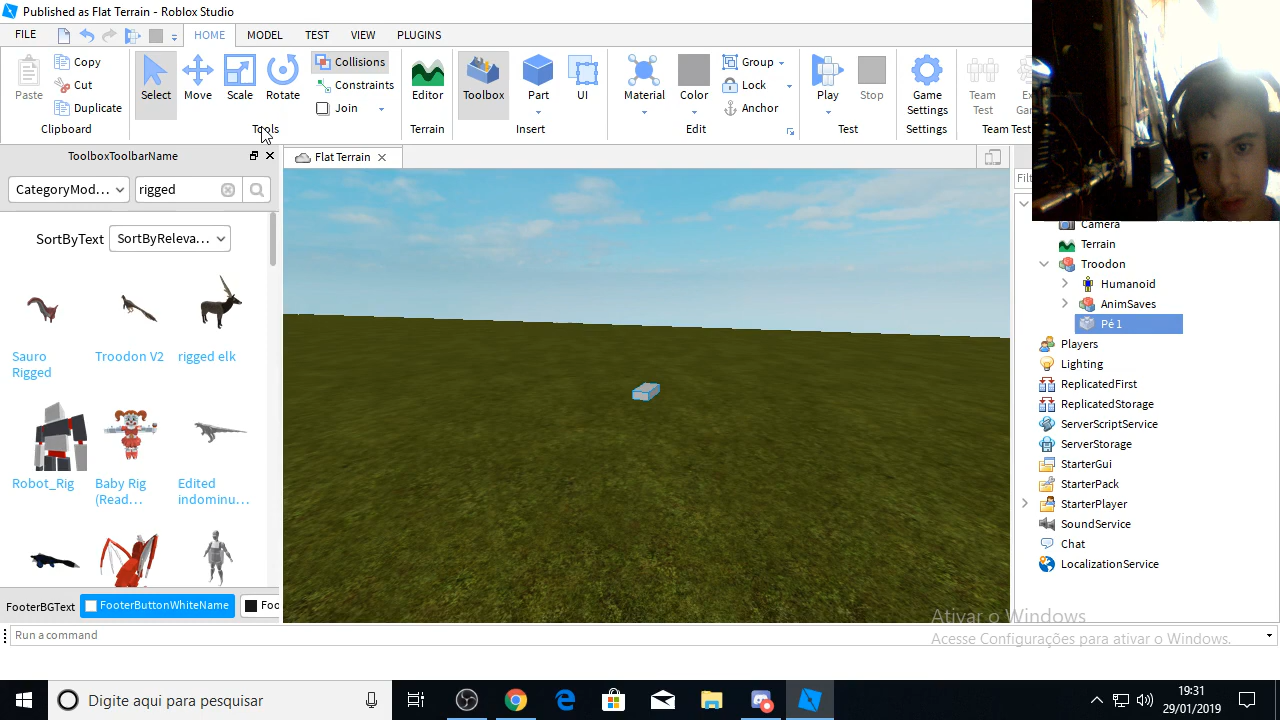 Published as Flat Terrain - Roblox Studio
FILE HOME MODEL TEST VIEW PLUGINS
Paste Copy Cut Duplicate
Clipboard
Select Move Scale Rotate Collisions Constraints Join
Tools
Editor
Terrain
Toolbox Part UI
Insert
Material Color Group Lock Anchor
Edit
Play Stop
Test
Game Settings
Settings
Team Test
Team Test
ToolboxToolbarName
CategoryMod... rigged
SortByText SortByReleva...
Sauro Rigged
Troodon V2
rigged elk
Robot_Rig
Baby Rig (Read...
Edited indominu...
FooterBGText FooterButtonWhiteName Foo
Flat Terrain
Filt
Camera
Terrain
Troodon
Humanoid
AnimSaves
Pé1
Players
Lighting
ReplicatedFirst
ReplicatedStorage
ServerScriptService
ServerStorage
StarterGui
StarterPack
StarterPlayer
SoundService
Chat
LocalizationService
Ativar o Windows
Acesse Configurações para ativar o Windows.
Run a command
Digite aqui para pesquisar
19:31
29/01/2019